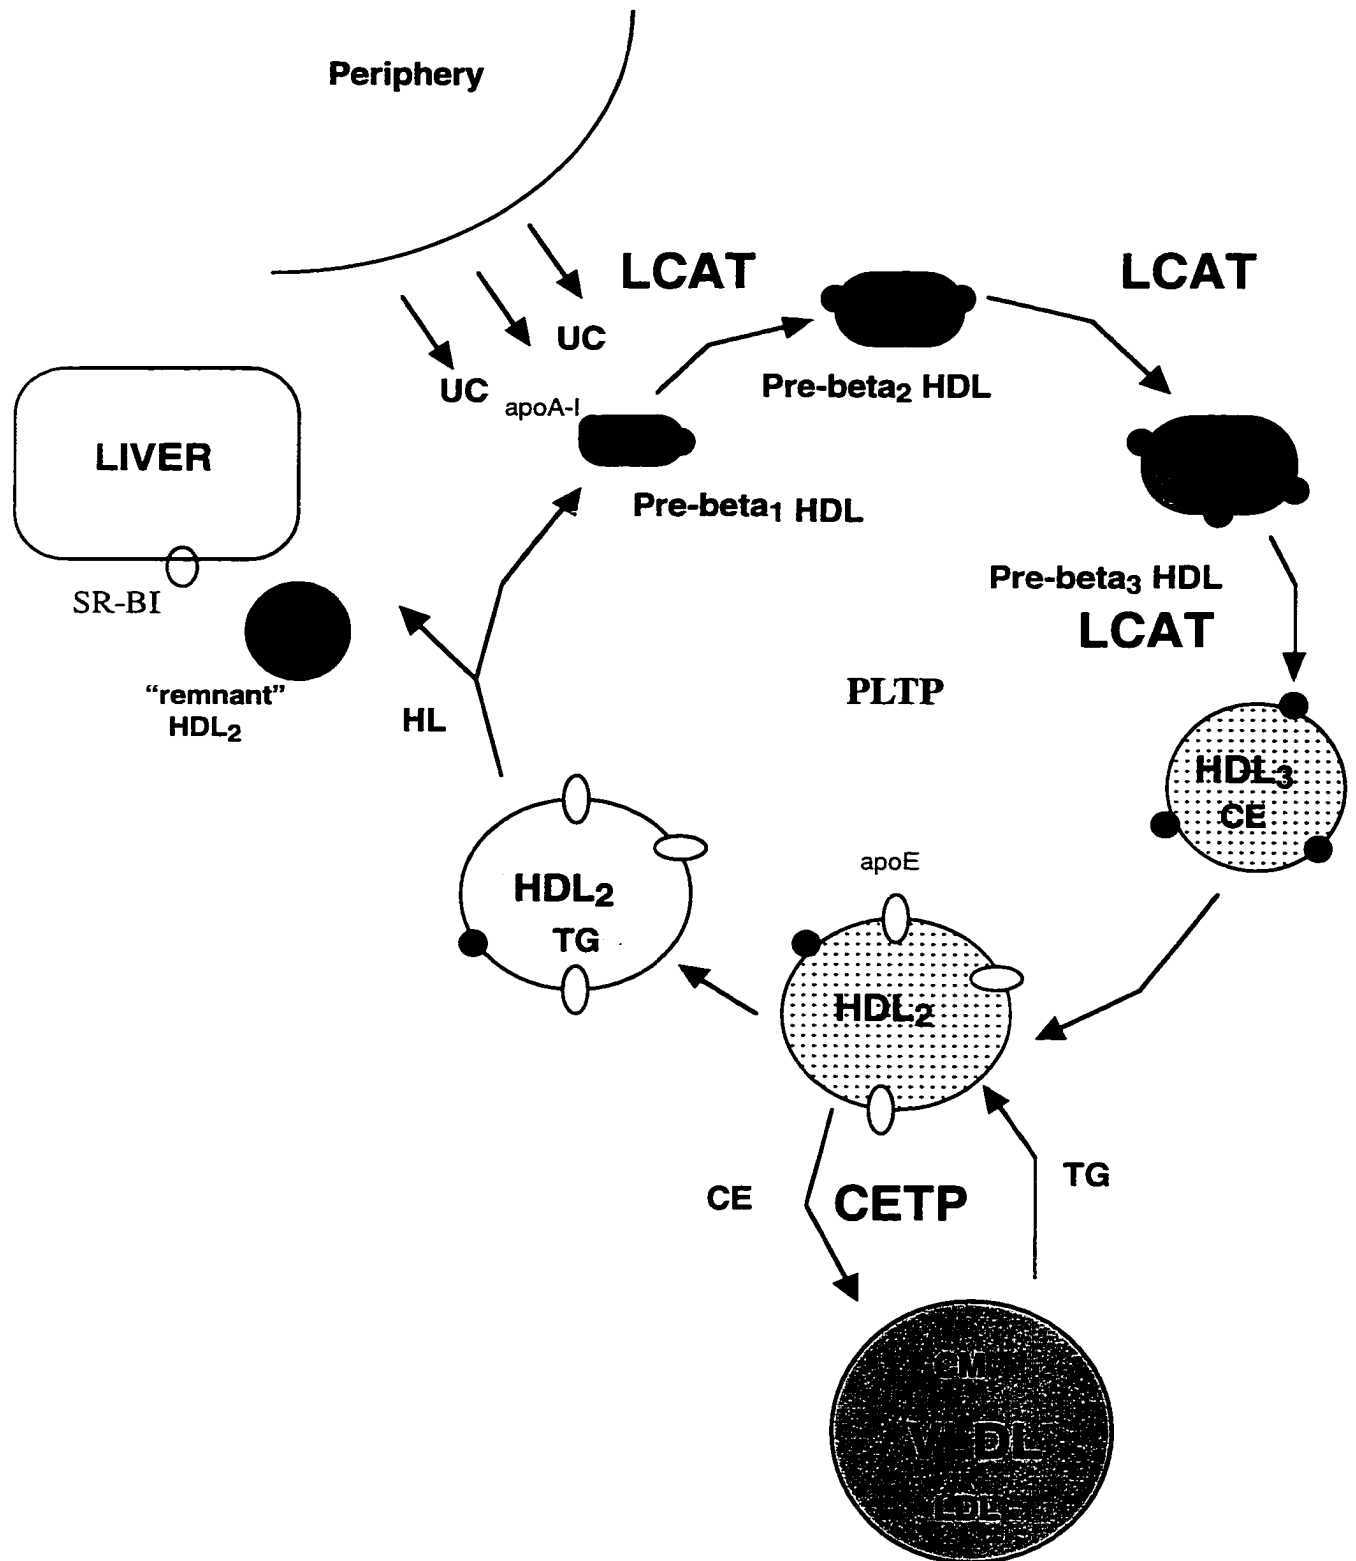 Periphery
LCAT
LCAT
UC
UC
apoA-I
Pre-beta2 HDL
LIVER
Pre-beta1 HDL
SR-BI
Pre-beta3 HDL
LCAT
"remnant"
HDL2
HL
PLTP
HDL3
CE
HDL2
TG
apoE
HDL2
CE
CETP
TG
CM
VLDL
LDL